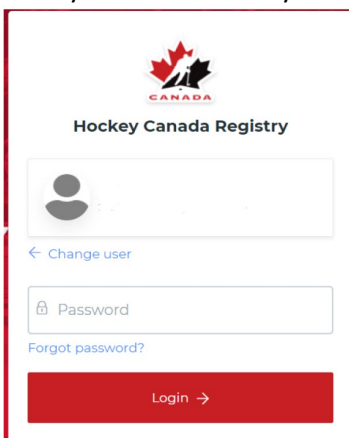 CANADA
Hockey Canada Registry
← Change user
Password
Forgot password?
Login →